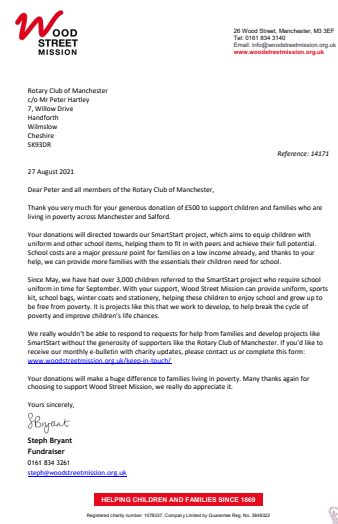 WOOD
STREET
MISSION
26 Wood Street, Manchester, M3 3EF
Tel: 0161 834 3140
Email: info@woodstreetmission.org.uk
www.woodstreetmission.org.uk
Rotary Club of Manchester
c/o Mr Peter Hartley
7, Willow Drive
Handforth
Wilmslow
Cheshire
SK93DR
Reference: 14171
27 August 2021
Dear Peter and all members of the Rotary Club of Manchester,
Thank you very much for your generous donation of £500 to support children and families who are
living in poverty across Manchester and Salford.
Your donations will directed towards our SmartStart project, which aims to equip children with
uniform and other school items, helping them to fit in with peers and achieve their full potential.
School costs are a major pressure point for families on a low income already, and thanks to your
help, we can provide more families with the essentials their children need for school.
Since May, we have had over 3,000 children referred to the SmartStart project who require school
uniform in time for September. With your support, Wood Street Mission can provide uniform, sports
kit, school bags, winter coats and stationery, helping these children to enjoy school and grow up to
be free from poverty. It is projects like this that we work to develop, to help break the cycle of
poverty and improve children's life chances.
We really wouldn't be able to respond to requests for help from families and develop projects like
SmartStart without the generosity of supporters like the Rotary Club of Manchester. If you'd like to
receive our monthly e-bulletin with charity updates, please contact us or complete this form:
www.woodstreetmission.org.uk/keep-in-touch/
Your donations will make a huge difference to families living in poverty. Many thanks again for
choosing to support Wood Street Mission, we really do appreciate it.
Yours sincerely,
SBryant
Steph Bryant
Fundraiser
0161 834 3261
steph@woodstreetmission.org.uk
HELPING CHILDREN AND FAMILIES SINCE 1869
Registered charity number: 1078337 Company Limited by Guarantee Reg. No. 3849322